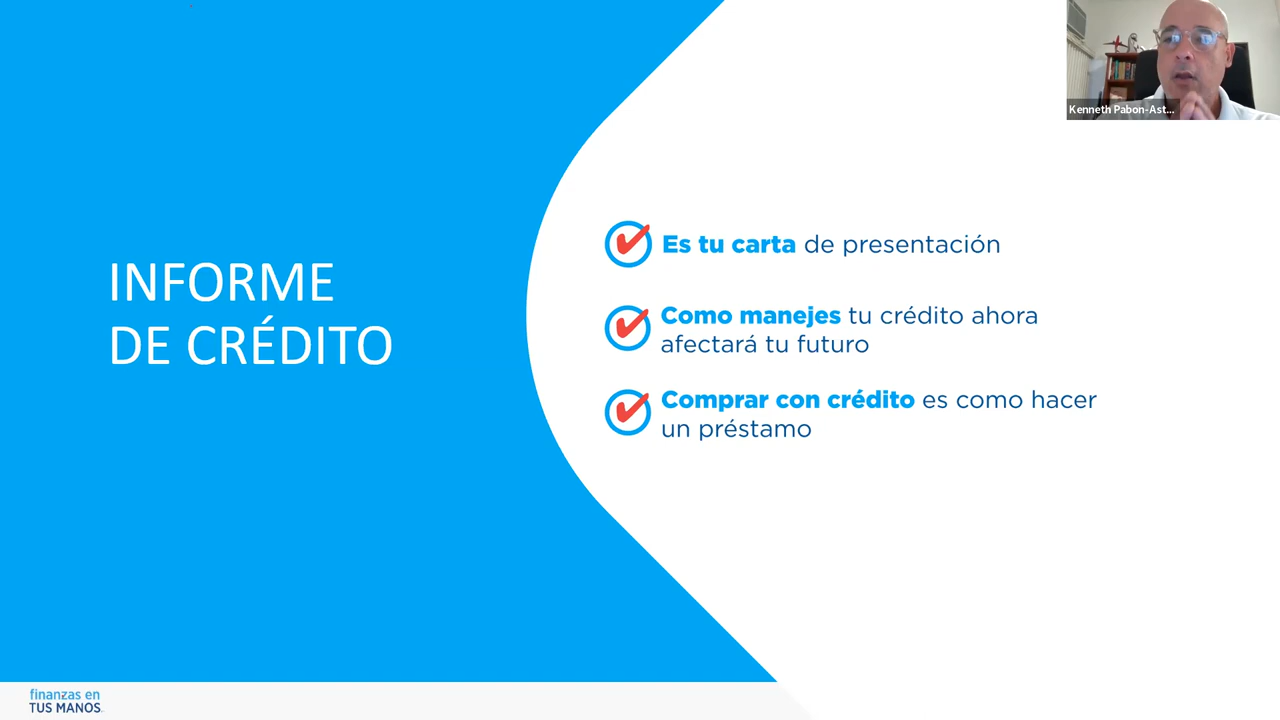 Kenneth Pabon-Ast...
INFORME
DE CRÉDITO
Es tu carta de presentación
Como manejes tu crédito ahora
afectará tu futuro
Comprar con crédito es como hacer
un préstamo
finanzas en
TUS MANOS